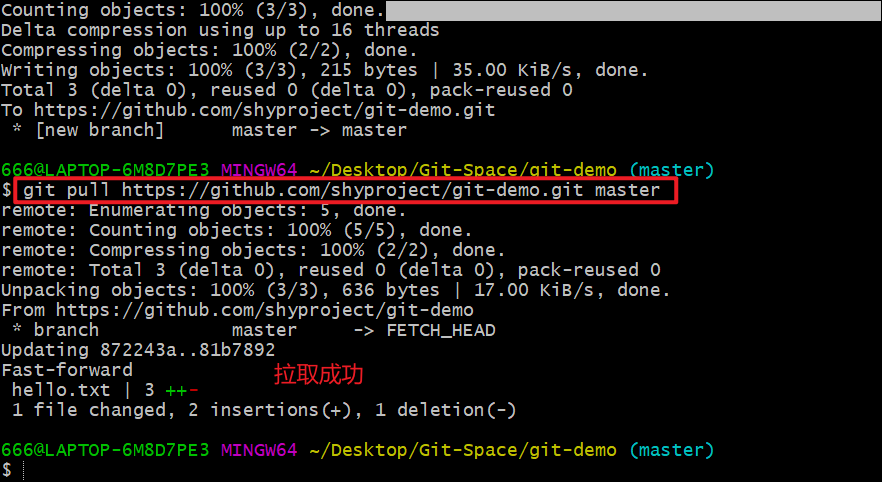 Counting objects: 100% (3/3), done.
Delta compression using up to 16 threads
Compressing objects: 100% (2/2), done.
Writing objects: 100% (3/3), 215 bytes | 35.00 KiB/s, done.
Total 3 (delta 0), reused 0 (delta 0), pack-reused 0
To https://github.com/shyproject/git-demo.git
 * [new branch]      master -> master
666@LAPTOP-6M8D7PE3 MINGW64 ~/Desktop/Git-Space/git-demo (master)
$ git pull https://github.com/shyproject/git-demo.git master
remote: Enumerating objects: 5, done.
remote: Counting objects: 100% (5/5), done.
remote: Compressing objects: 100% (2/2), done.
remote: Total 3 (delta 0), reused 0 (delta 0), pack-reused 0
Unpacking objects: 100% (3/3), 636 bytes | 17.00 KiB/s, done.
From https://github.com/shyproject/git-demo
 * branch            master     -> FETCH_HEAD
Updating 872243a..81b7892
Fast-forward
拉取成功
 hello.txt | 3 ++-
 1 file changed, 2 insertions(+), 1 deletion(-)
666@LAPTOP-6M8D7PE3 MINGW64 ~/Desktop/Git-Space/git-demo (master)
$